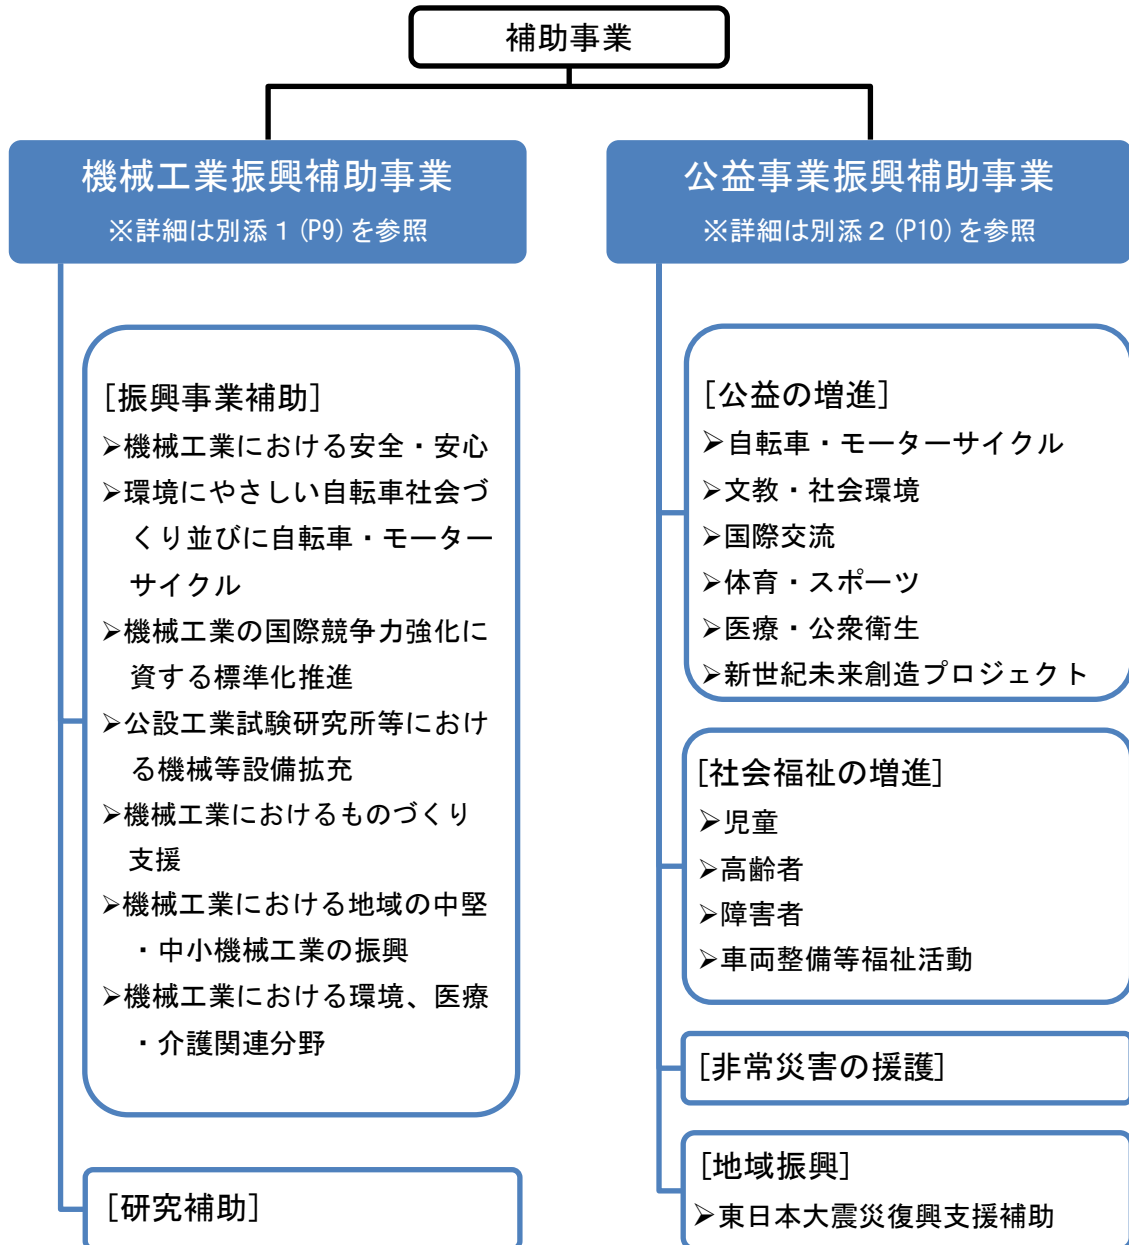 補助事業
機械工業振興補助事業
※詳細は別添１(P9)を参照
[振興事業補助]
➢機械工業における安全・安心
➢環境にやさしい自転車社会づ
くり並びに自転車・モーター
サイクル
➢機械工業の国際競争力強化に
資する標準化推進
➢公設工業試験研究所等におけ
る機械等設備拡充
➢機械工業におけるものづくり
支援
➢機械工業における地域の中堅
・中小機械工業の振興
➢機械工業における環境、医療
・介護関連分野
[研究補助]
公益事業振興補助事業
※詳細は別添２(P10)を参照
[公益の増進]
➢自転車・モーターサイクル
➢文教・社会環境
➢国際交流
➢体育・スポーツ
➢医療・公衆衛生
➢新世紀未来創造プロジェクト
[社会福祉の増進]
➢児童
➢高齢者
➢障害者
➢車両整備等福祉活動
[非常災害の援護]
[地域振興]
➢東日本大震災復興支援補助